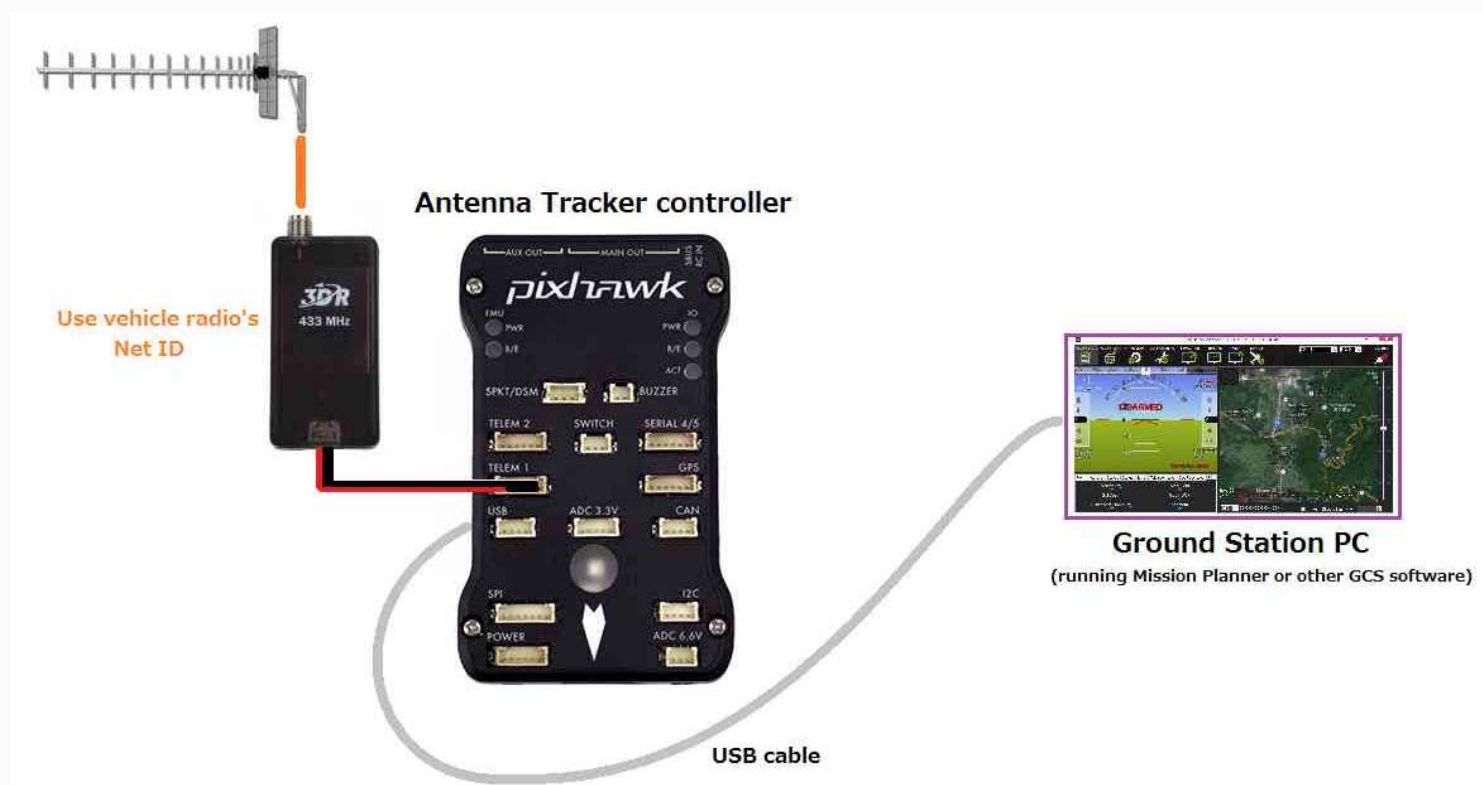 Antenna Tracker controller
AUX OUT
MAIN OUT
SBUS
RC IN
pixhawk
3DR
433 MHz
Use vehicle radio's
Net ID
FMU
PWR
B/E
IO
PWR
B/E
ACT
SPKT/DSM
BUZZER
TELEM 2
SWITCH
SERIAL 4/5
TELEM 1
GPS
USB
ADC 3.3V
CAN
SPI
I2C
POWER
ADC 6.6V
DISARMED
Ground Station PC
(running Mission Planner or other GCS software)
USB cable